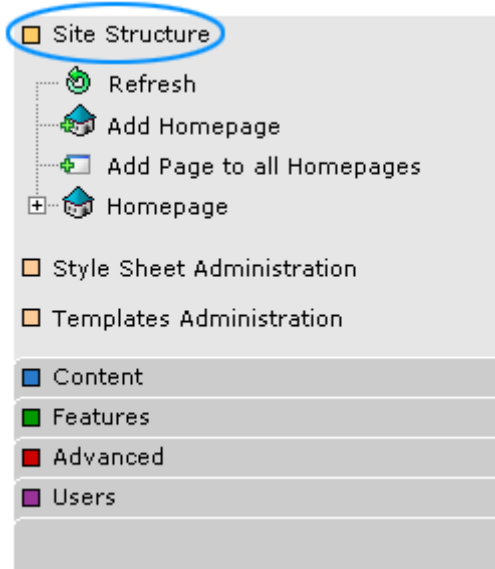 Site Structure
Refresh
Add Homepage
Add Page to all Homepages
Homepage
Style Sheet Administration
Templates Administration
Content
Features
Advanced
Users